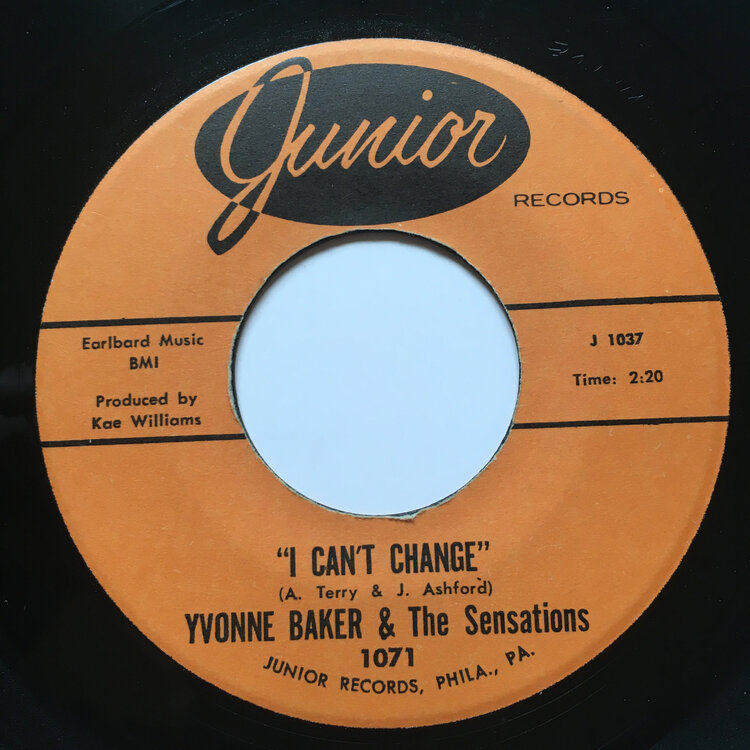 Junior
RECORDS
Earlbard Music
BMI
Produced by
Kae Williams
J 1037
Time: 2:20
"I CAN'T CHANGE"
(A. Terry & J. Ashford)
YVONNE BAKER & The Sensations
1071
JUNIOR RECORDS, PHILA., PA.